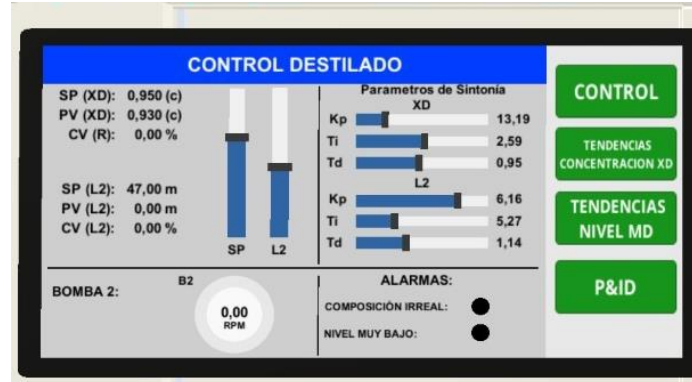 CONTROL DESTILADO
SP (XD): 0,950 (c)
PV (XD): 0,930 (c)
CV (R): 0,00 %
SP (L2): 47,00 m
PV (L2): 0,00 m
CV (L2): 0,00 %
SP L2
Parametros de Sintonía
XD
Kp 13,19
Ti 2,59
Td 0,95
L2
Kp 6,16
Ti 5,27
Td 1,14
BOMBA 2:
B2
0,00
RPM
ALARMAS:
COMPOSICIÓN IRREAL:
NIVEL MUY BAJO:
CONTROL
TENDENCIAS
CONCENTRACION XD
TENDENCIAS
NIVEL MD
P&ID